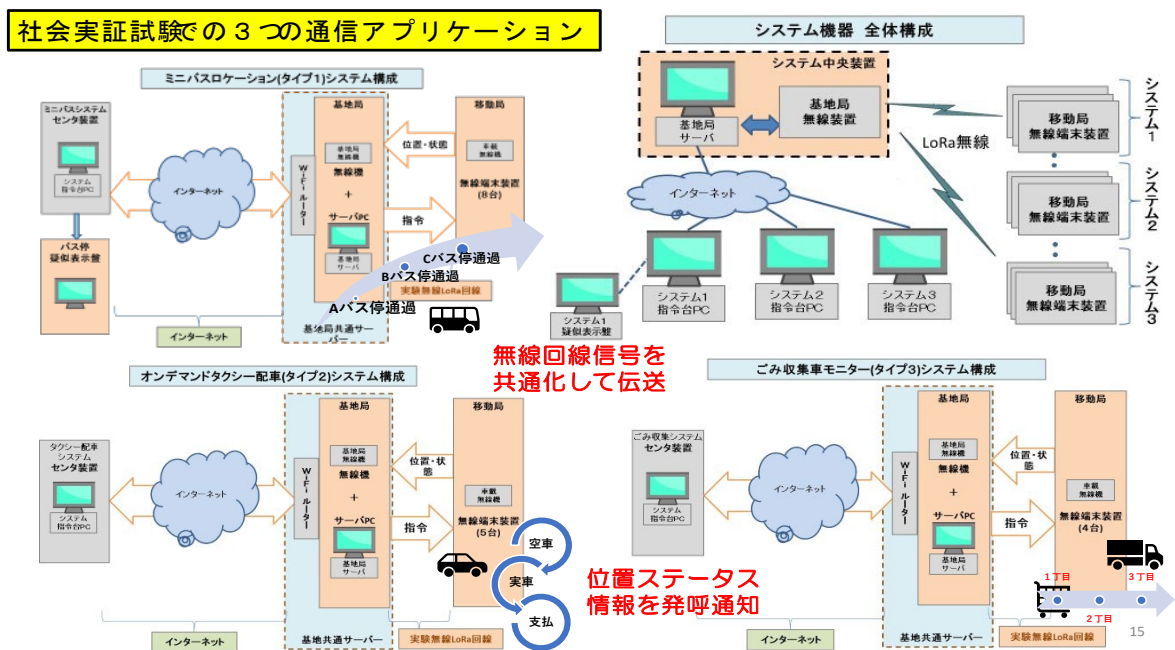 社会実証試験での３つの通信アプリケーション
ミニバスロケーション(タイプ1)システム構成
ミニバスシステム
センタ装置
システム
指令台PC
バス停
疑似表示盤
インターネット
インターネット
Wi-Fiルーター
基地局
基地局
無線機
無線機
+
サーバPC
基地局
サーバ
基地局共通サー
バー
位置・状態
指令
移動局
車載
無線機
無線端末装置
(8台)
Aバス停通過
Bバス停通過
Cバス停通過
実験無線LoRa回線
システム機器 全体構成
システム中央装置
基地局
サーバ
基地局
無線装置
LoRa無線
インターネット
システム1
疑似表示盤
システム1
指令台PC
システム2
指令台PC
システム3
指令台PC
移動局
無線端末装置
システム1
移動局
無線端末装置
システム2
移動局
無線端末装置
システム3
無線回線信号を
共通化して伝送
オンデマンドタクシー配車(タイプ2)システム構成
タクシー配車
システム
センタ装置
システム
指令台PC
インターネット
インターネット
Wi-Fiルーター
基地局
基地局
無線機
無線機
+
サーバPC
基地局
サーバ
基地共通サーバー
位置・状
態
指令
移動局
車載
無線機
無線端末装置
(5台)
空車
実車
支払
実験無線LoRa回線
位置ステータス
情報を発呼通知
ごみ収集車モニター(タイプ3)システム構成
ごみ収集システム
センタ装置
システム
指令台PC
インターネット
インターネット
Wi-Fiルーター
基地局
基地局
無線機
無線機
+
サーバPC
基地局
サーバ
基地共通サーバー
位置・状
態
指令
移動局
車載
無線機
無線端末装置
(4台)
1丁目
2丁目
3丁目
実験無線LoRa回線
15